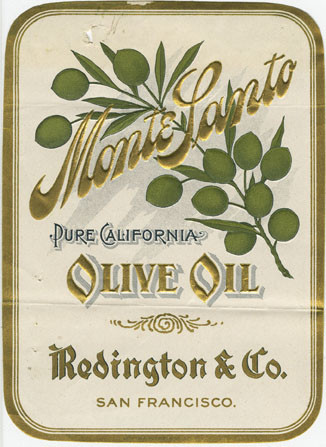 Monte Santo
PURE CALIFORNIA
OLIVE OIL
Redington & Co.
SAN FRANCISCO.